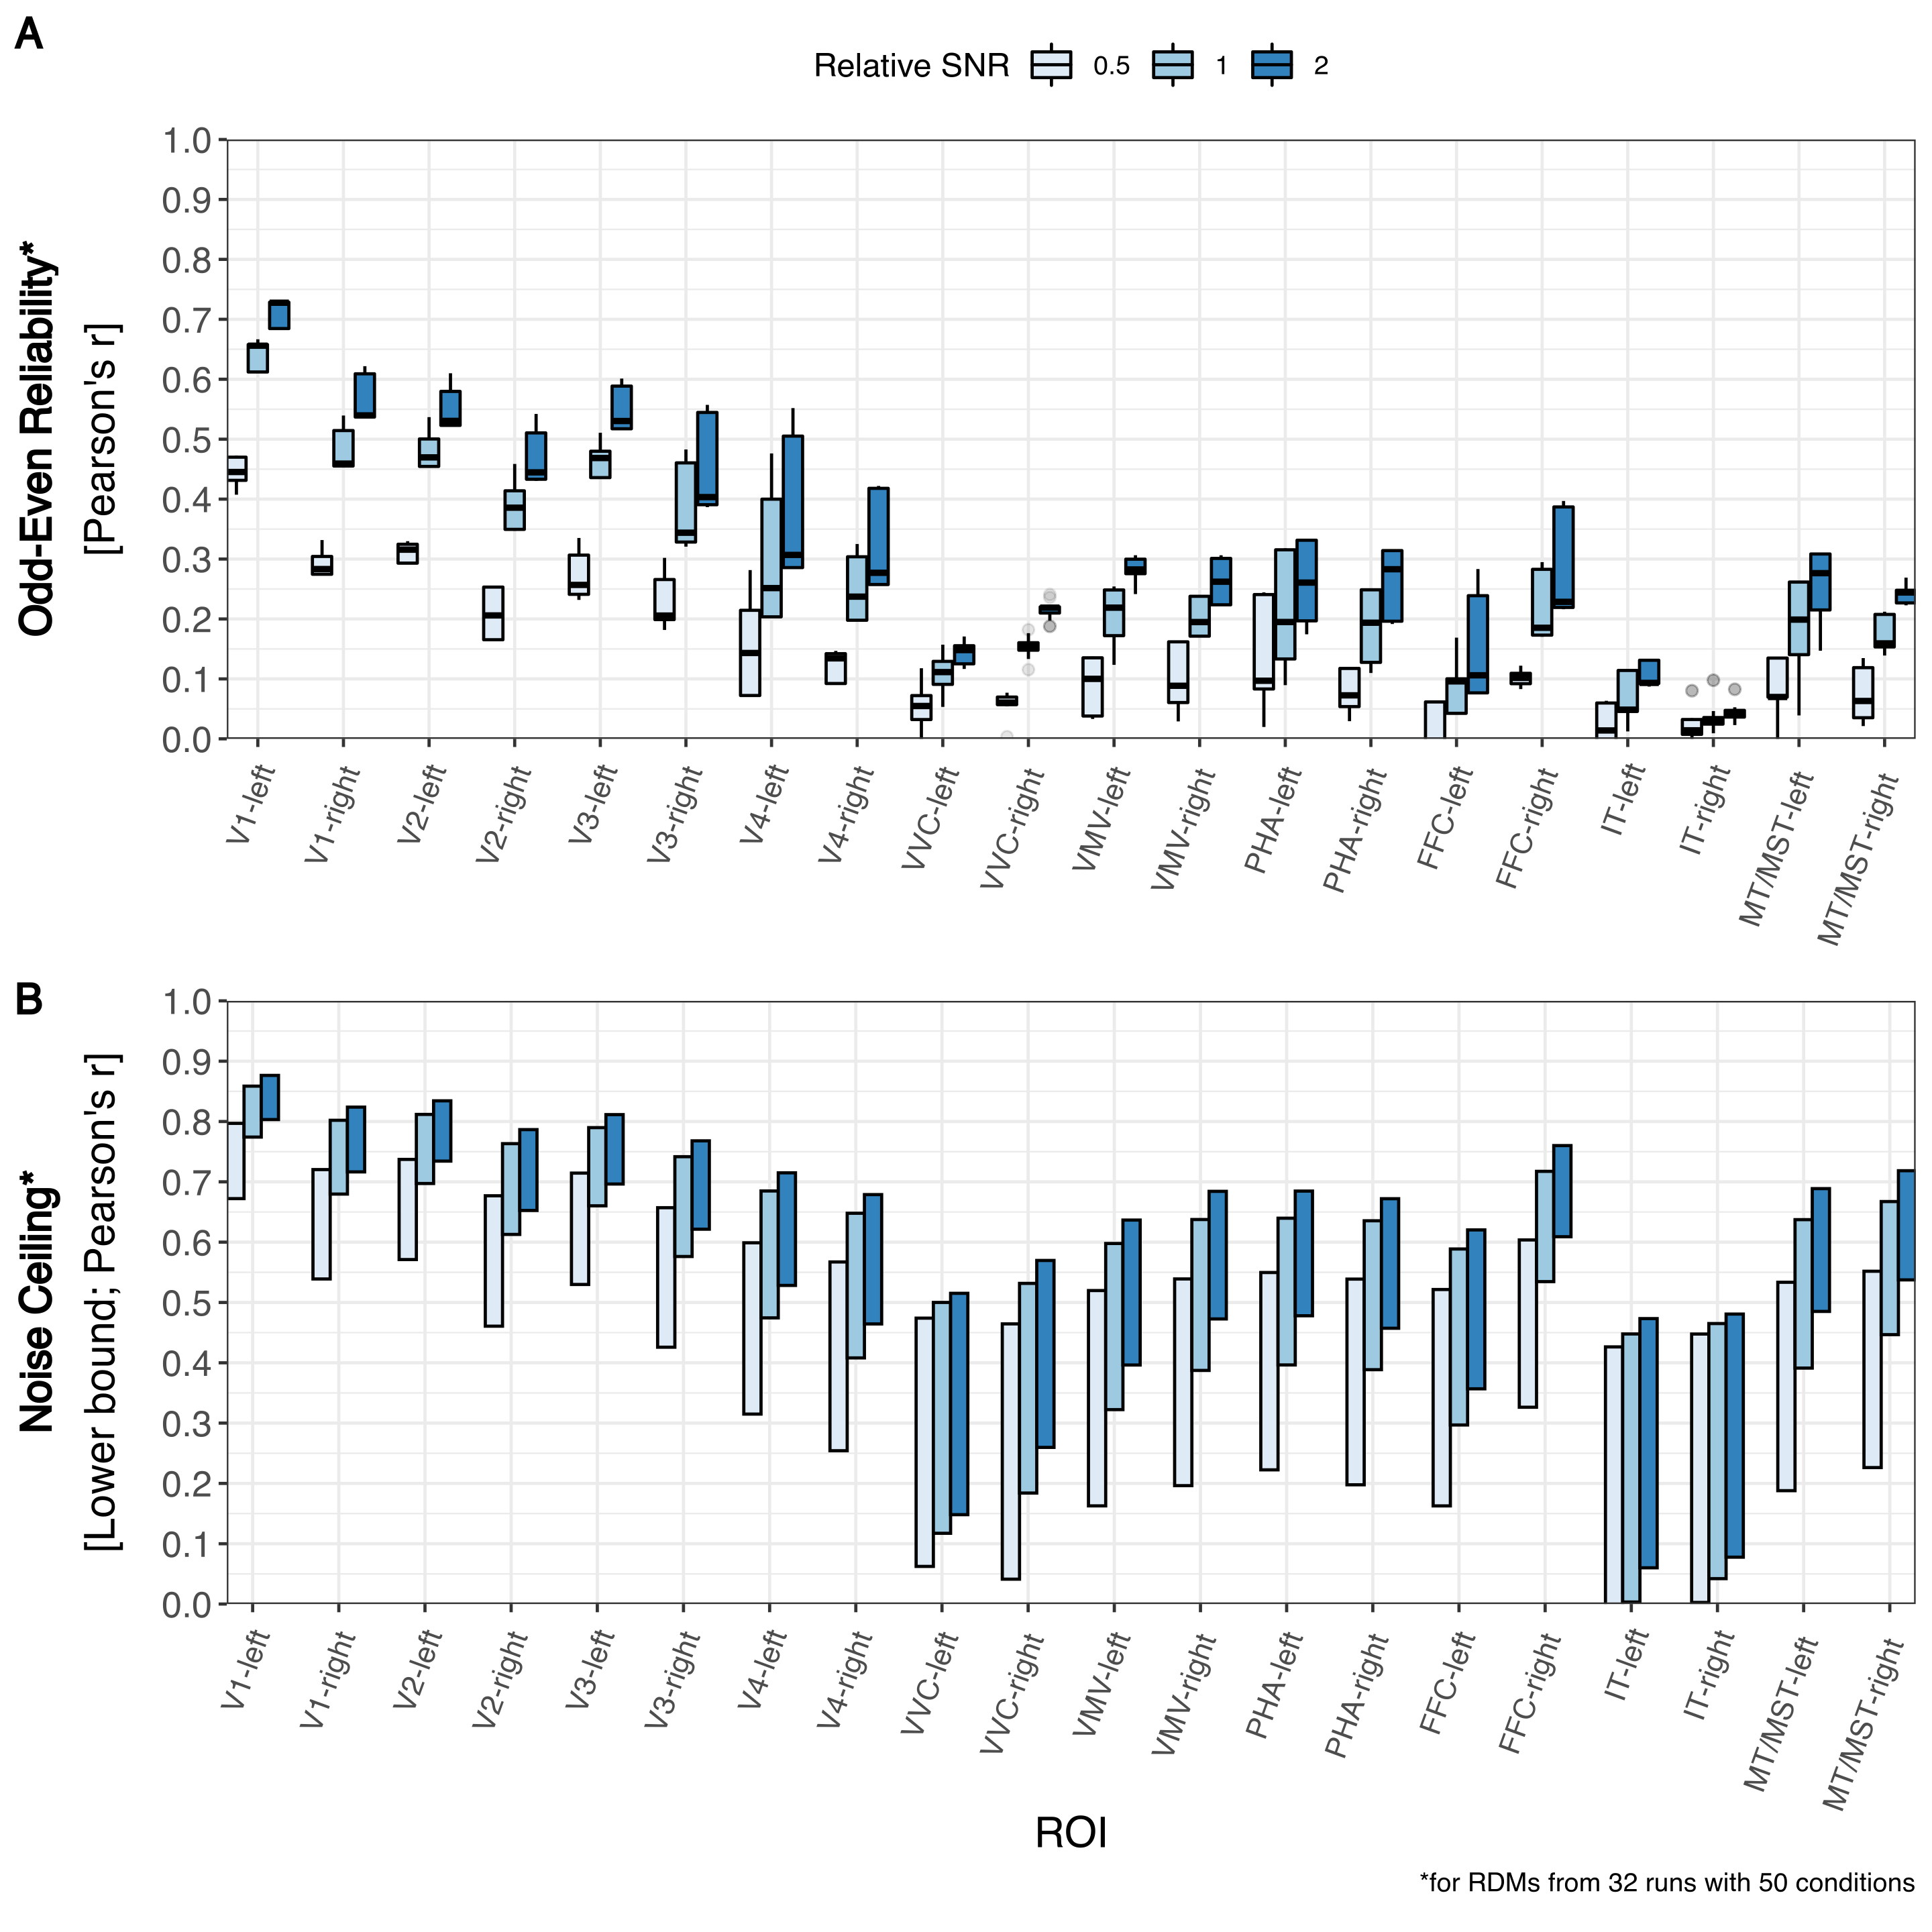 A
Relative SNR 0.5 1 2
Odd-Even Reliability*
[Pearson's r]
1.0
0.9
0.8
0.7
0.6
0.5
0.4
0.3
0.2
0.1
0.0
V1-left
V1-right
V2-left
V2-right
V3-left
V3-right
V4-left
V4-right
VVC-left
VVC-right
VMV-left
VMV-right
PHA-left
PHA-right
FFC-left
FFC-right
IT-left
IT-right
MT/MST-left
MT/MST-right
B
Noise Ceiling*
[Lower bound; Pearson's r]
1.0
0.9
0.8
0.7
0.6
0.5
0.4
0.3
0.2
0.1
0.0
V1-left
V1-right
V2-left
V2-right
V3-left
V3-right
V4-left
V4-right
VVC-left
VVC-right
VMV-left
VMV-right
PHA-left
PHA-right
FFC-left
FFC-right
IT-left
IT-right
MT/MST-left
MT/MST-right
ROI
*for RDMs from 32 runs with 50 conditions